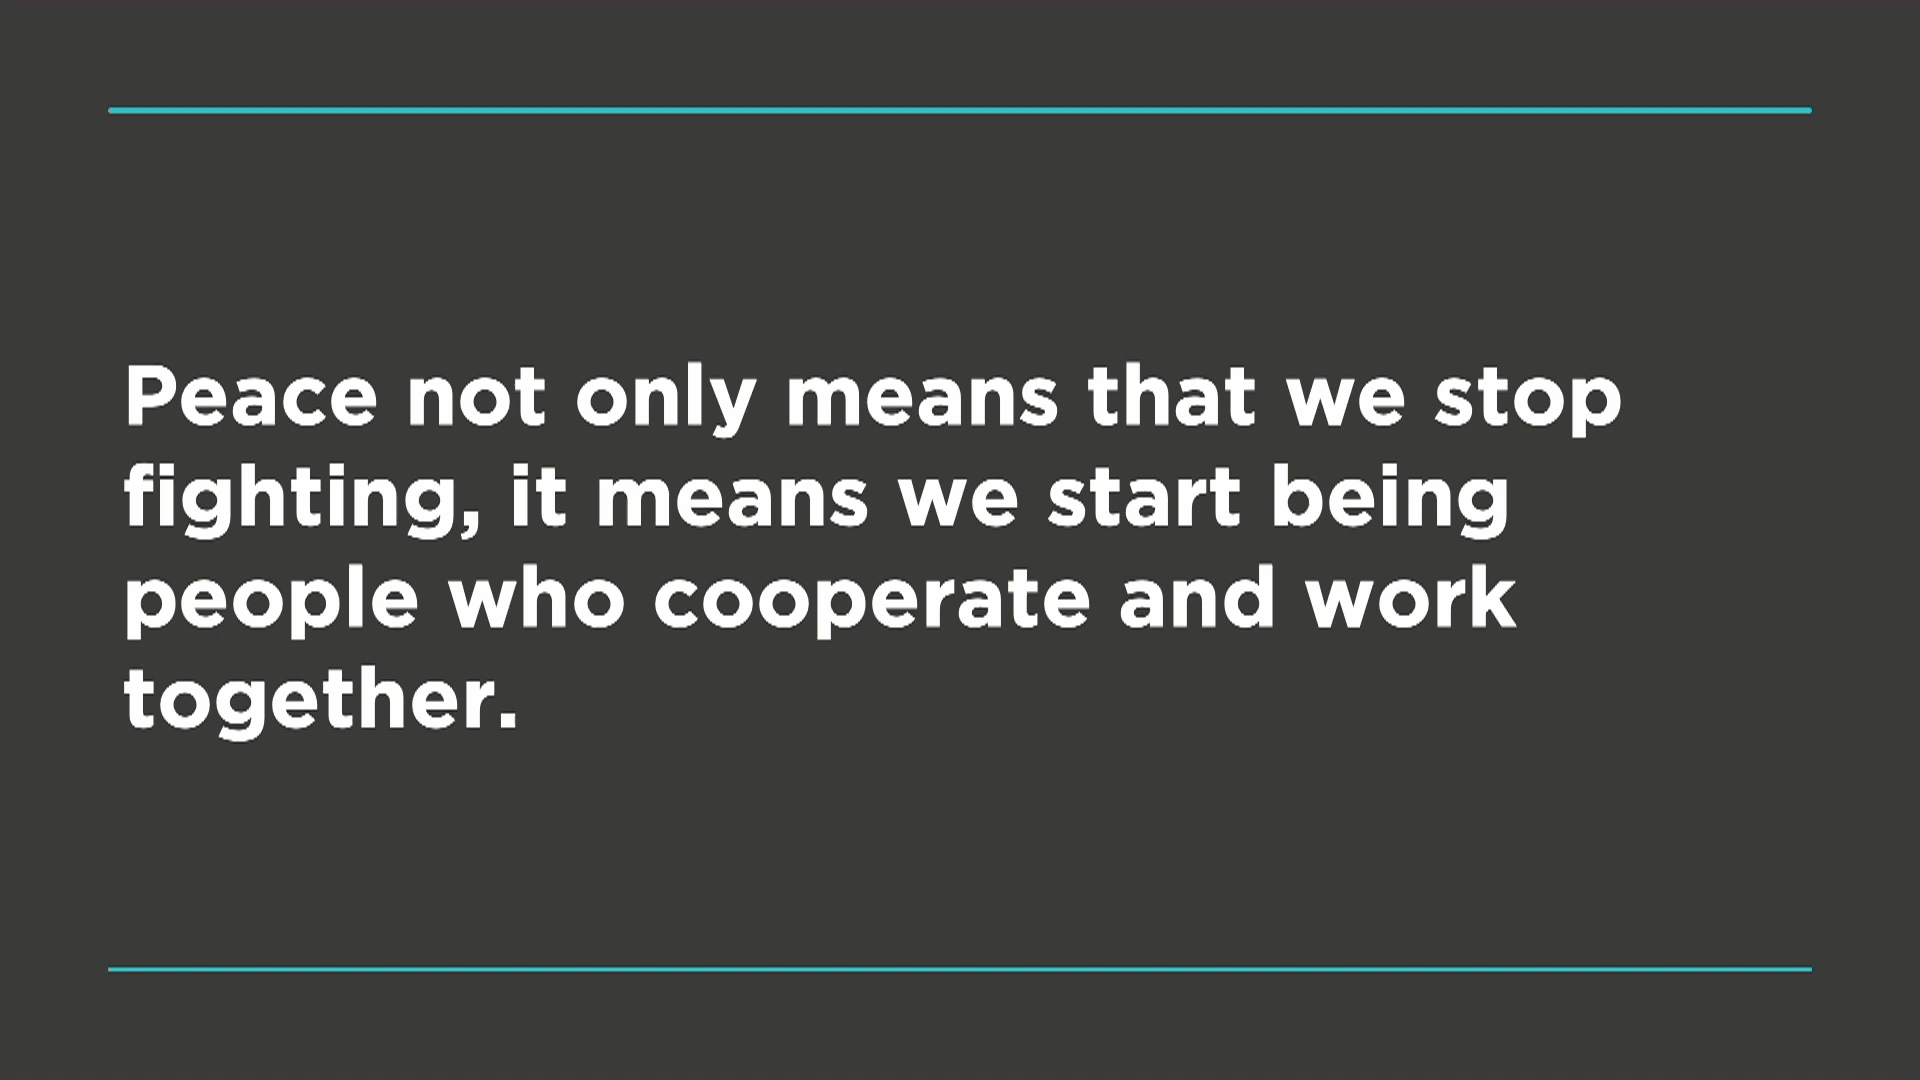 Peace not only means that we stop
fighting, it means we start being
people who cooperate and work
together.